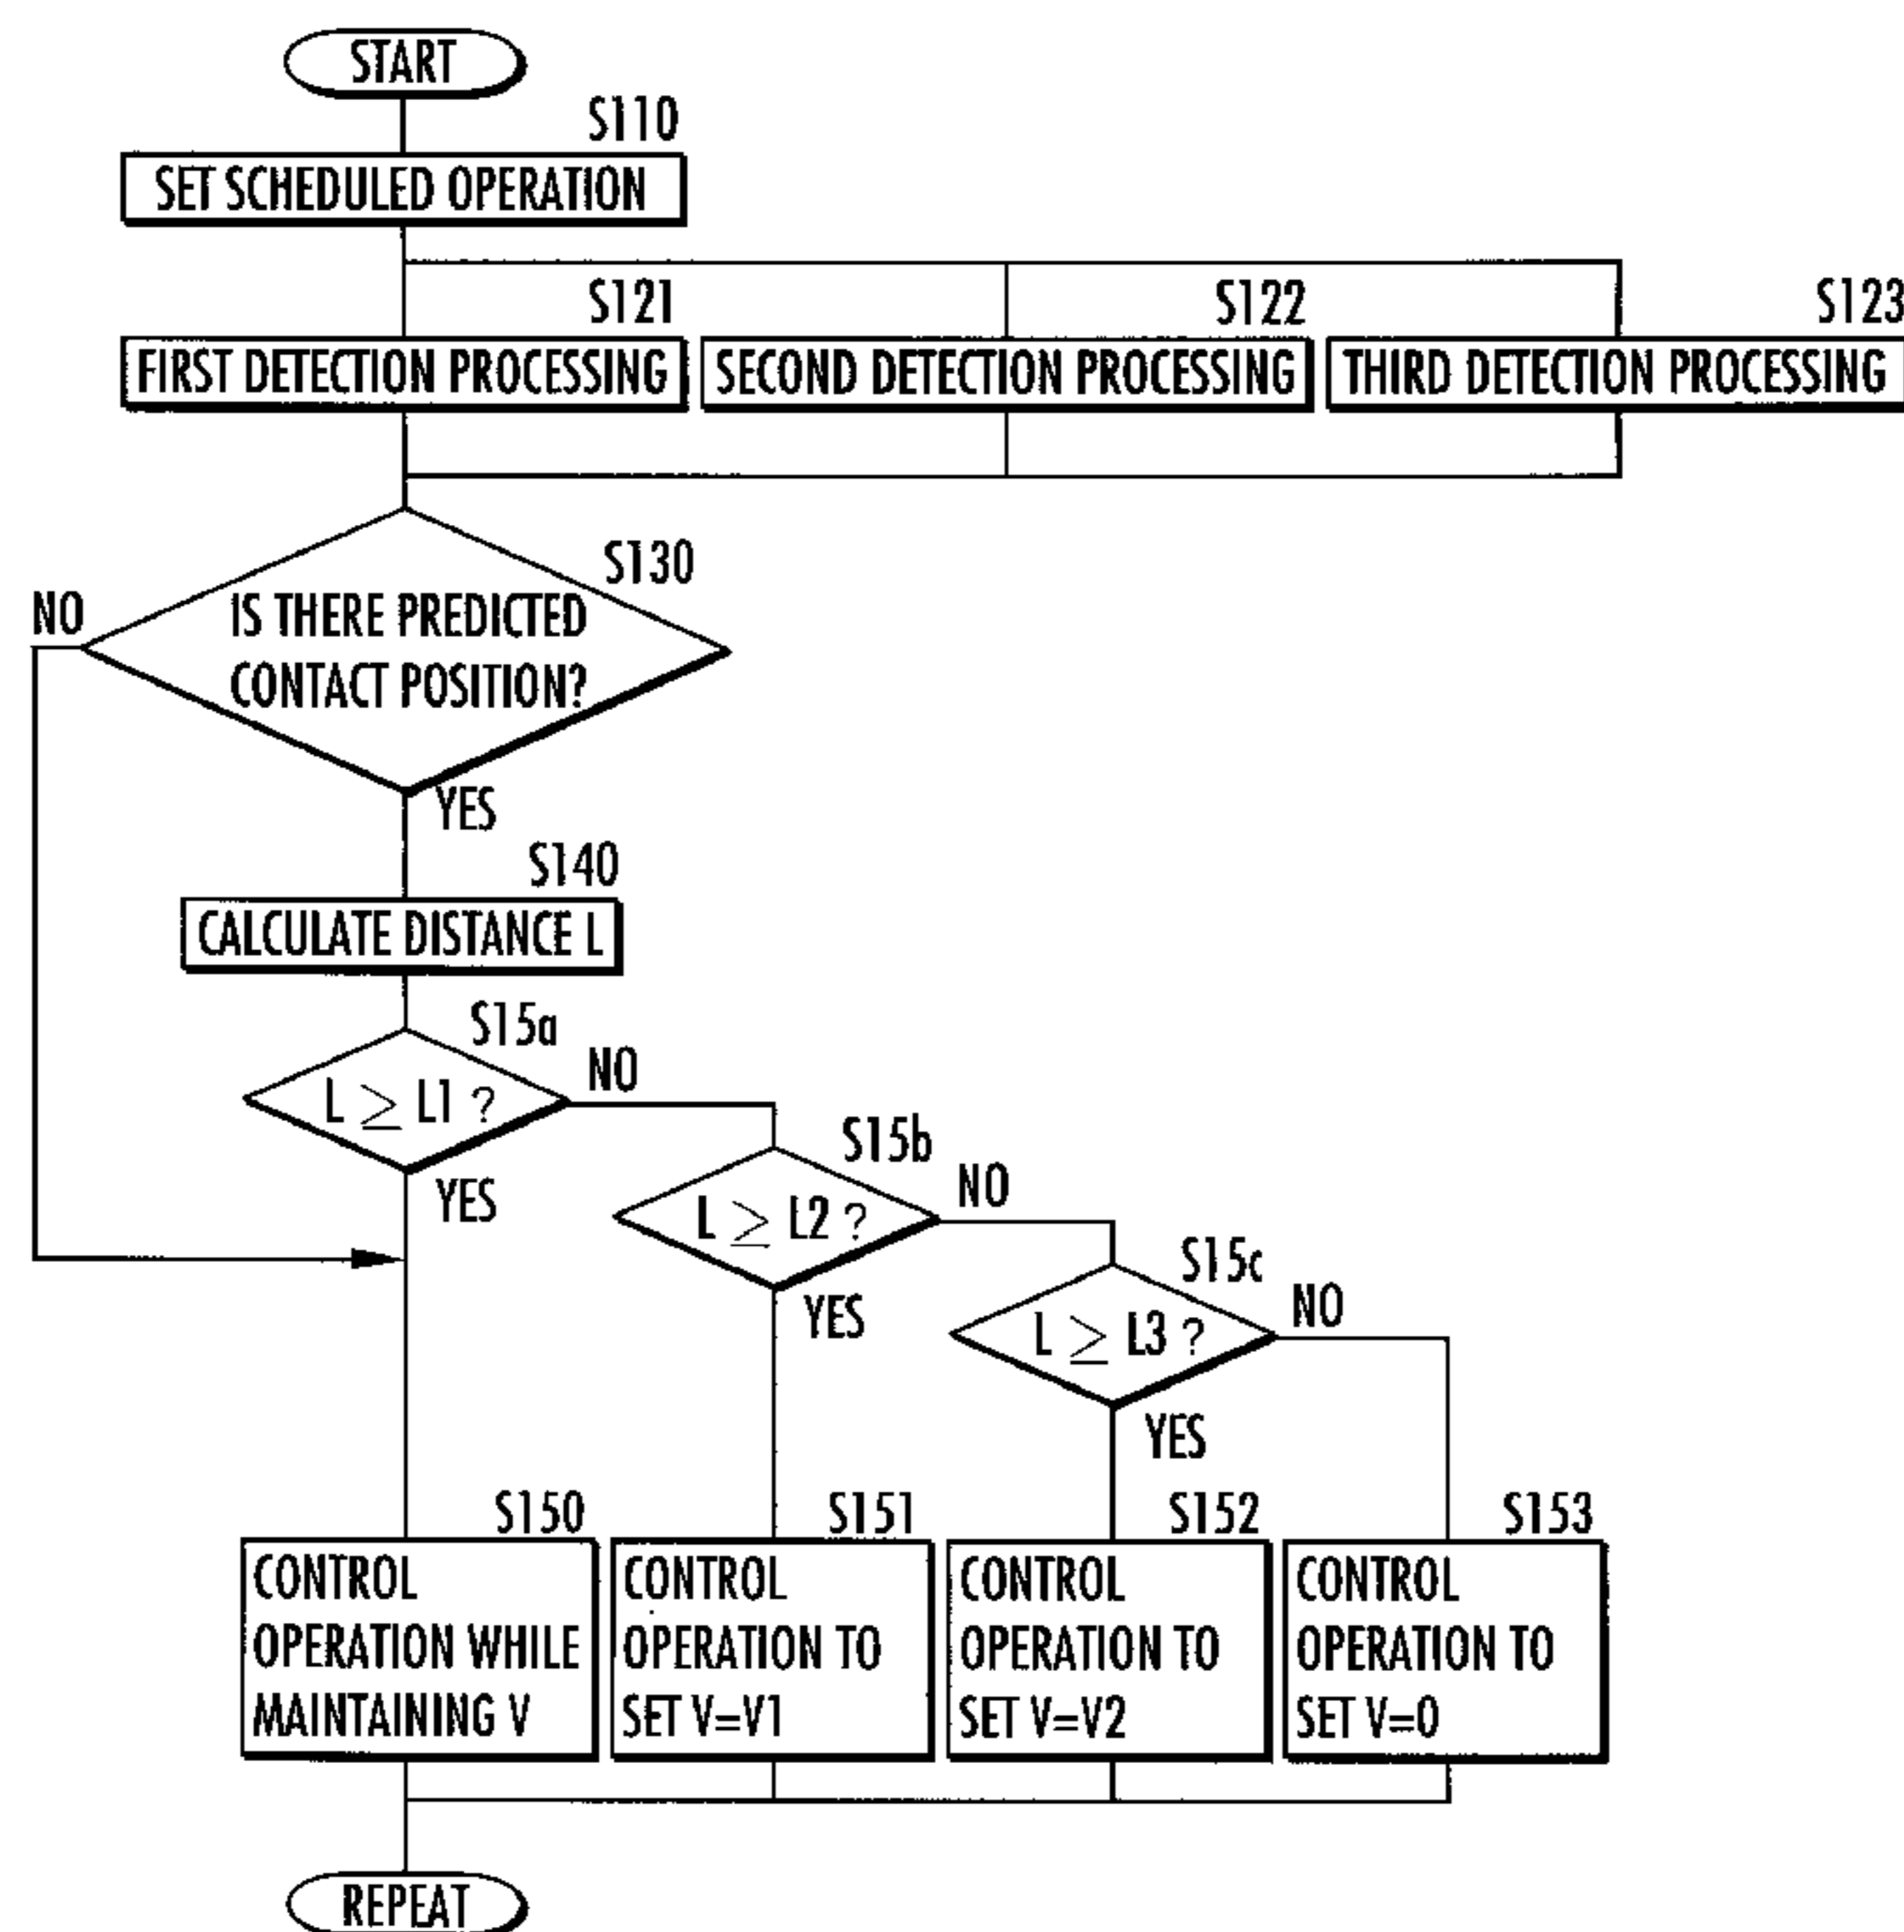 START
S110
SET SCHEDULED OPERATION
S121
S122
S123
FIRST DETECTION PROCESSING
SECOND DETECTION PROCESSING
THIRD DETECTION PROCESSING
S130
NO
IS THERE PREDICTED
CONTACT POSITION?
YES
S140
CALCULATE DISTANCE L
S15a
NO
L ≥ L1 ?
YES
S15b
NO
L ≥ L2 ?
YES
S15c
NO
L ≥ L3 ?
YES
S150
CONTROL
OPERATION WHILE
MAINTAINING V
S151
CONTROL
OPERATION TO
SET V=V1
S152
CONTROL
OPERATION TO
SET V=V2
S153
CONTROL
OPERATION TO
SET V=0
REPEAT